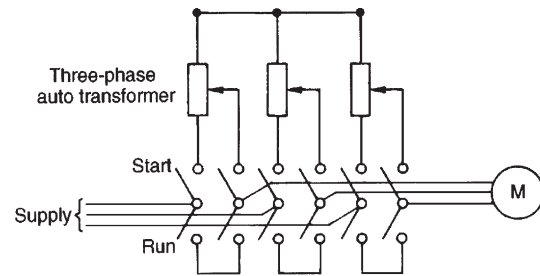 Three-phase
auto transformer
Start
Supply
Run
M